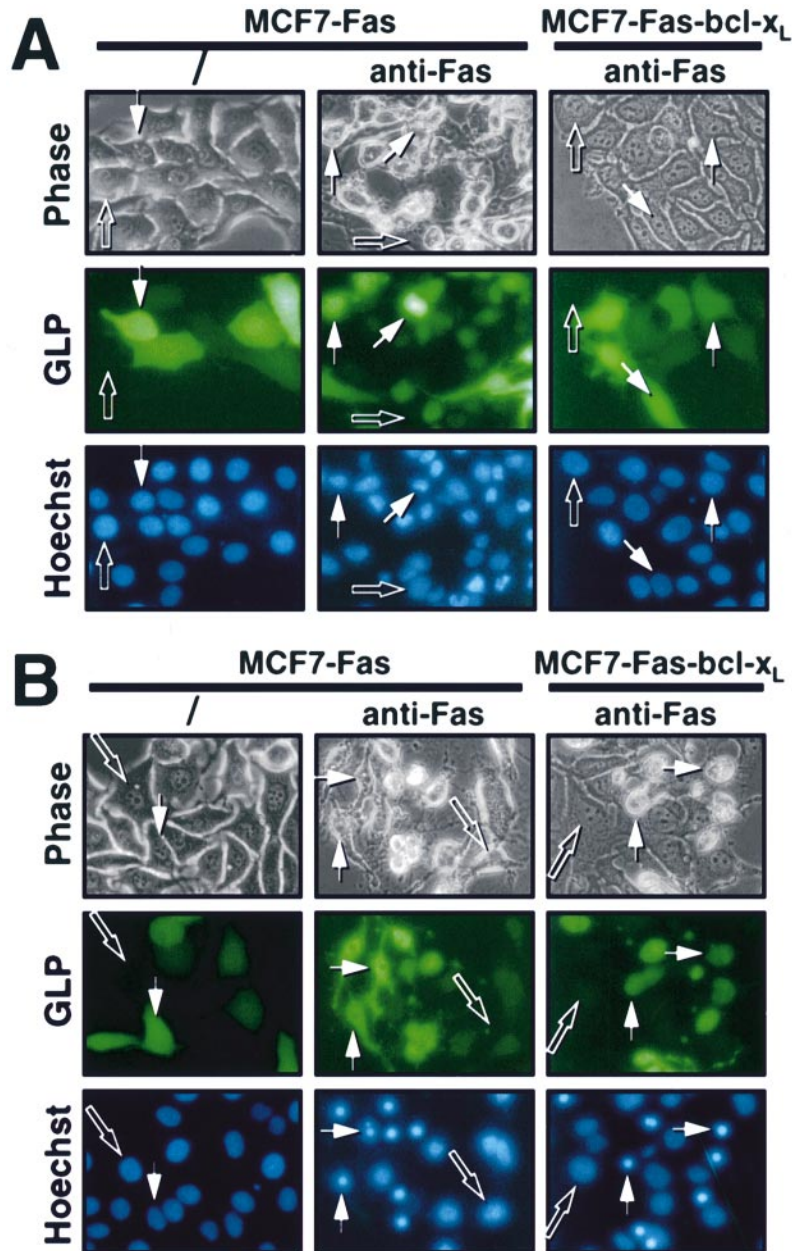 A
MCF7-Fas
MCF7-Fas-bcl-xL
/
anti-Fas
anti-Fas
Phase
GLP
Hoechst
B
MCF7-Fas
MCF7-Fas-bcl-xL
/
anti-Fas
anti-Fas
Phase
GLP
Hoechst